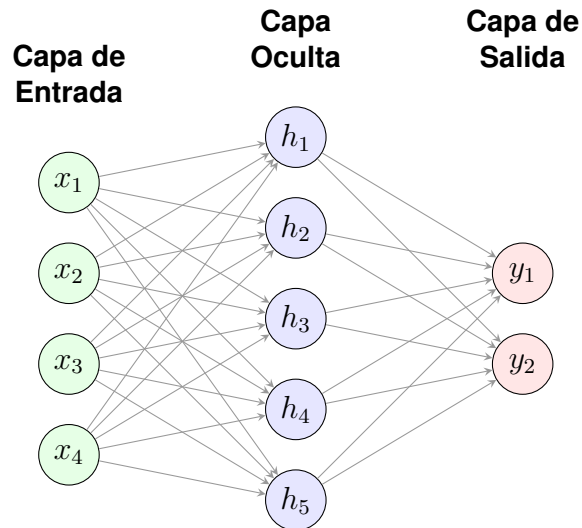 Capa de
Entrada
Capa
Oculta
Capa de
Salida
x₁
x₂
x₃
x₄
h₁
h₂
h₃
h₄
h₅
y₁
y₂